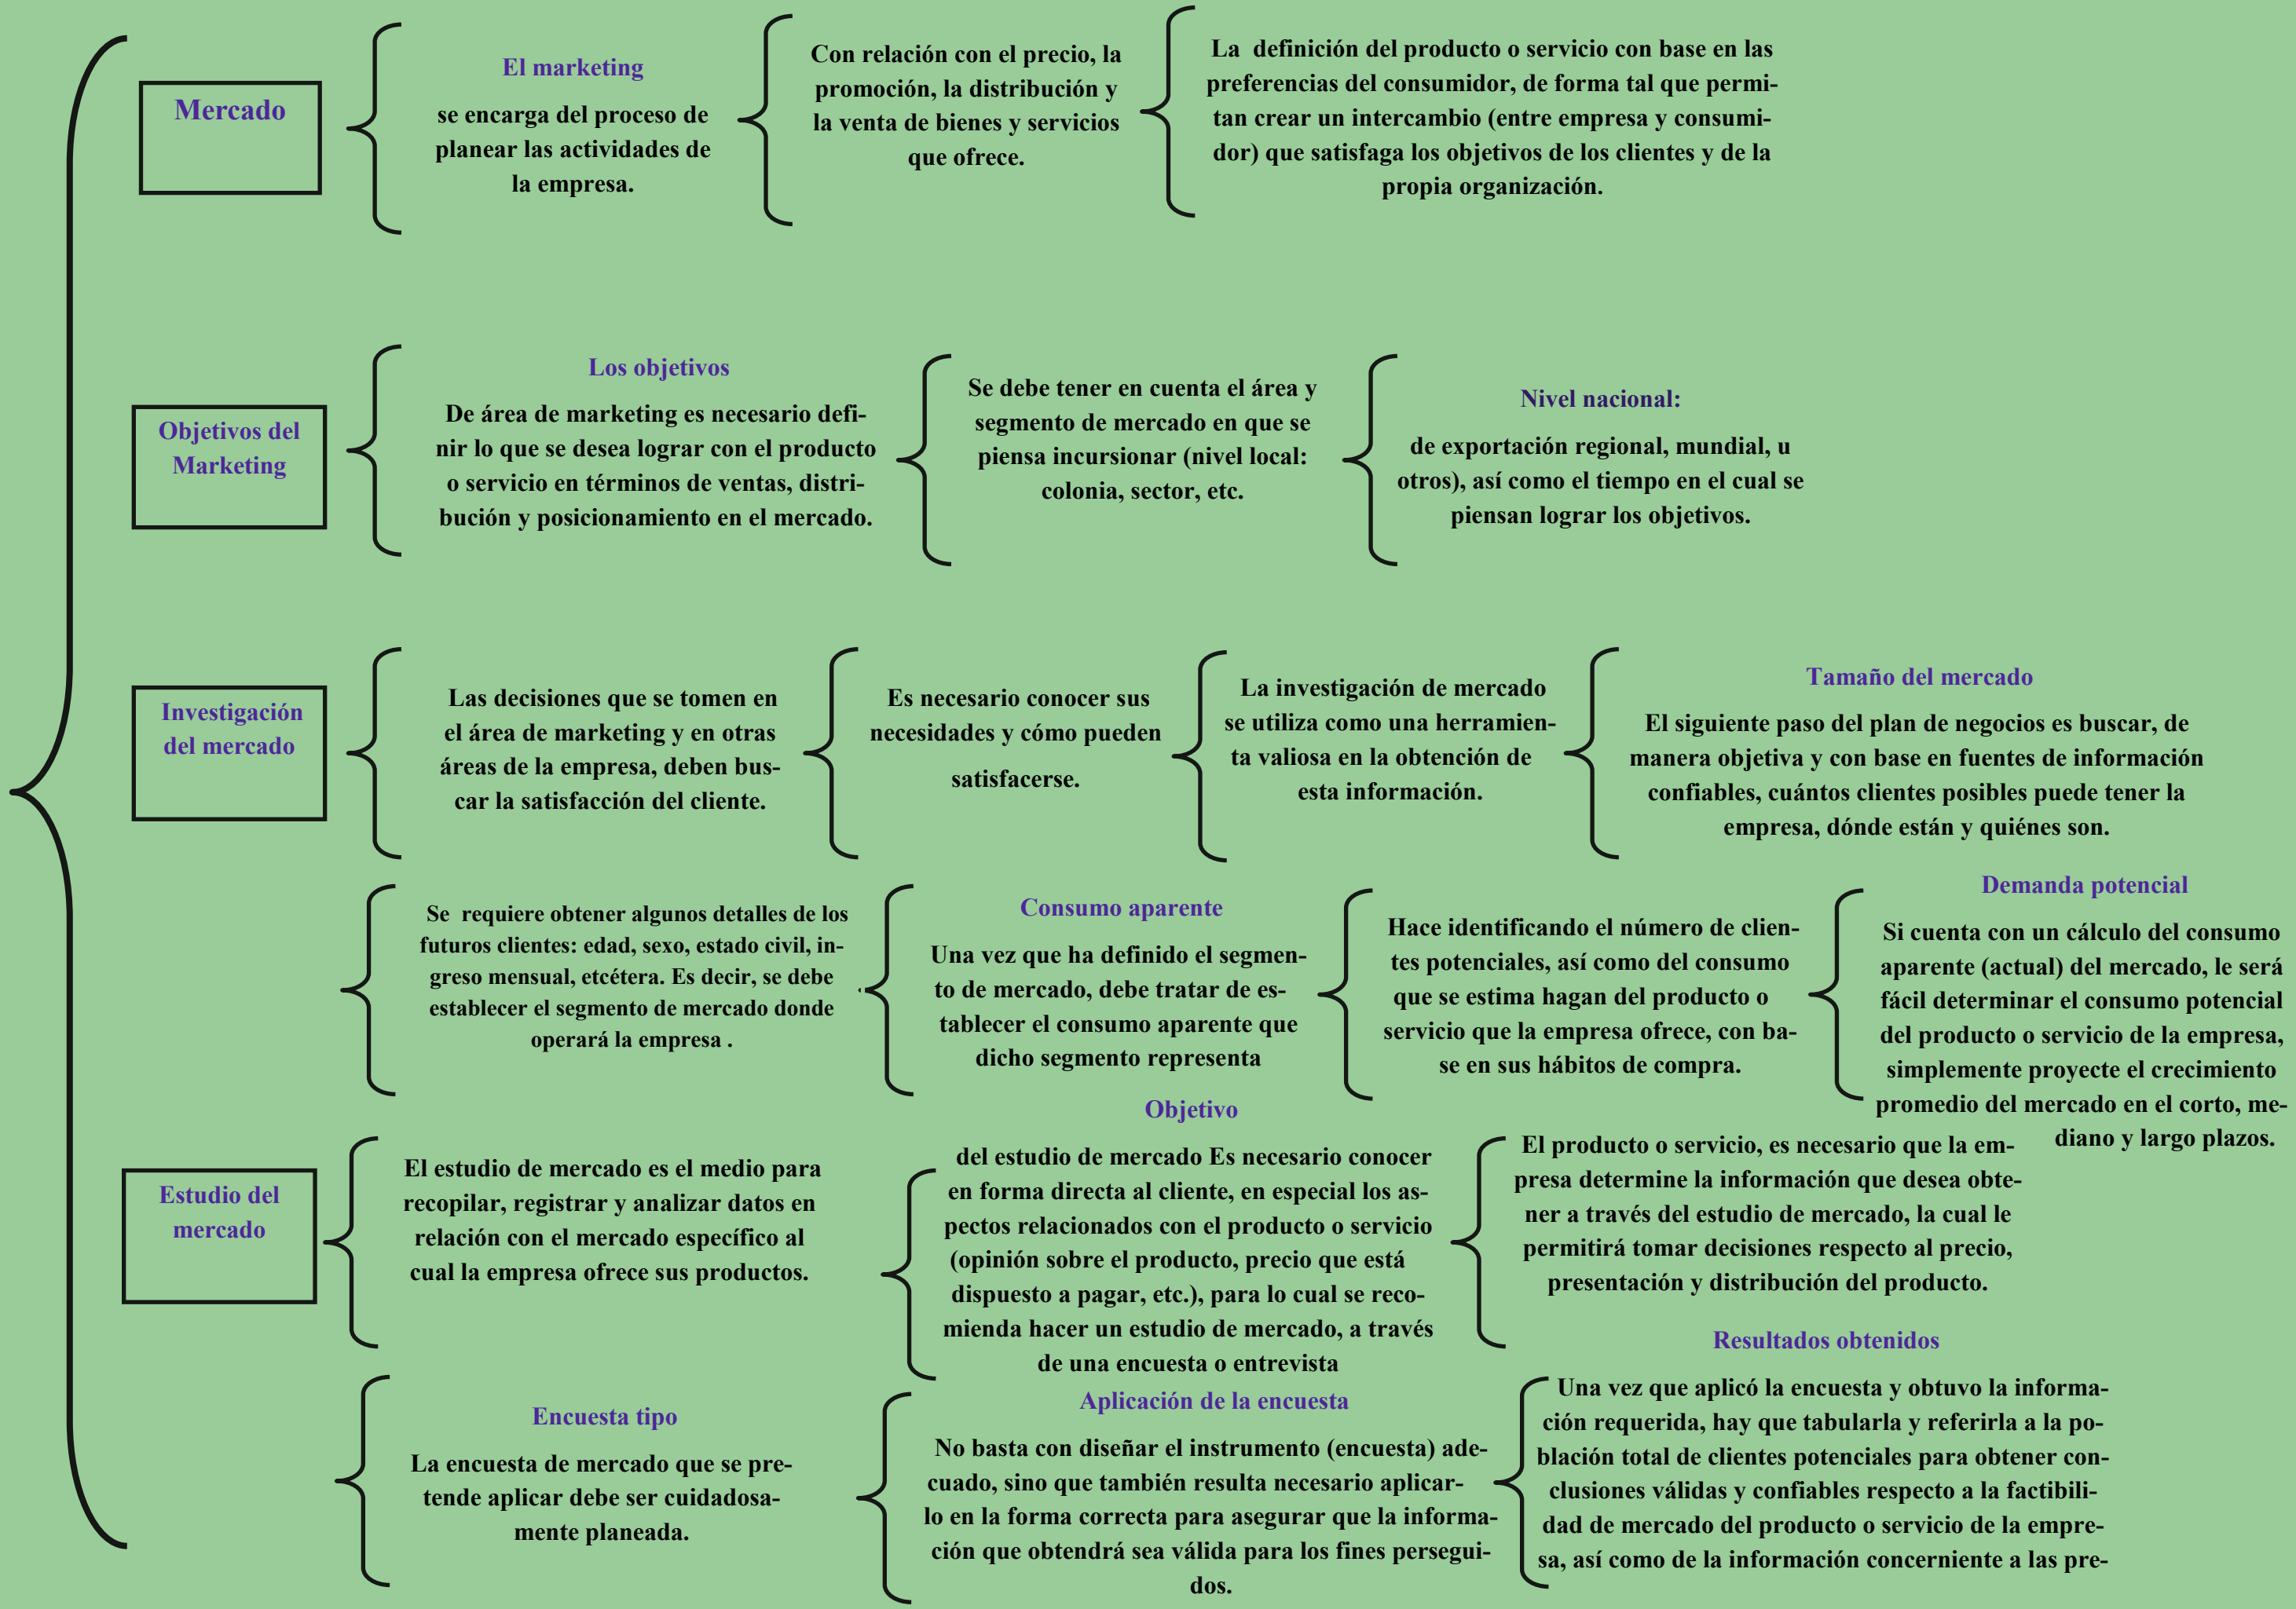 Mercado
El marketing
se encarga del proceso de
planear las actividades de
la empresa.
Con relación con el precio, la
promoción, la distribución y
la venta de bienes y servicios
que ofrece.
La  definición del producto o servicio con base en las
preferencias del consumidor, de forma tal que permi-
tan crear un intercambio (entre empresa y consumi-
dor) que satisfaga los objetivos de los clientes y de la
propia organización.
Objetivos del
Marketing
Los objetivos
De área de marketing es necesario defi-
nir lo que se desea lograr con el producto
o servicio en términos de ventas, distri-
bución y posicionamiento en el mercado.
Se debe tener en cuenta el área y
segmento de mercado en que se
piensa incursionar (nivel local:
colonia, sector, etc.
Nivel nacional:
de exportación regional, mundial, u
otros), así como el tiempo en el cual se
piensan lograr los objetivos.
Investigación
del mercado
Las decisiones que se tomen en
el área de marketing y en otras
áreas de la empresa, deben bus-
car la satisfacción del cliente.
Es necesario conocer sus
necesidades y cómo pueden
satisfacerse.
La investigación de mercado
se utiliza como una herramien-
ta valiosa en la obtención de
esta información.
Tamaño del mercado
El siguiente paso del plan de negocios es buscar, de
manera objetiva y con base en fuentes de información
confiables, cuántos clientes posibles puede tener la
empresa, dónde están y quiénes son.
Se  requiere obtener algunos detalles de los
futuros clientes: edad, sexo, estado civil, in-
greso mensual, etcétera. Es decir, se debe
establecer el segmento de mercado donde
operará la empresa .
Consumo aparente
Una vez que ha definido el segmen-
to de mercado, debe tratar de es-
tablecer el consumo aparente que
dicho segmento representa
Hace identificando el número de clien-
tes potenciales, así como del consumo
que se estima hagan del producto o
servicio que la empresa ofrece, con ba-
se en sus hábitos de compra.
Demanda potencial
Si cuenta con un cálculo del consumo
aparente (actual) del mercado, le será
fácil determinar el consumo potencial
del producto o servicio de la empresa,
simplemente proyecte el crecimiento
promedio del mercado en el corto, me-
diano y largo plazos.
Estudio del
mercado
El estudio de mercado es el medio para
recopilar, registrar y analizar datos en
relación con el mercado específico al
cual la empresa ofrece sus productos.
Objetivo
del estudio de mercado Es necesario conocer
en forma directa al cliente, en especial los as-
pectos relacionados con el producto o servicio
(opinión sobre el producto, precio que está
dispuesto a pagar, etc.), para lo cual se reco-
mienda hacer un estudio de mercado, a través
de una encuesta o entrevista
El producto o servicio, es necesario que la em-
presa determine la información que desea obte-
ner a través del estudio de mercado, la cual le
permitirá tomar decisiones respecto al precio,
presentación y distribución del producto.
Encuesta tipo
La encuesta de mercado que se pre-
tende aplicar debe ser cuidadosa-
mente planeada.
Aplicación de la encuesta
No basta con diseñar el instrumento (encuesta) ade-
cuado, sino que también resulta necesario aplicar-
lo en la forma correcta para asegurar que la informa-
ción que obtendrá sea válida para los fines persegui-
dos.
Resultados obtenidos
Una vez que aplicó la encuesta y obtuvo la informa-
ción requerida, hay que tabularla y referirla a la po-
blación total de clientes potenciales para obtener con-
clusiones válidas y confiables respecto a la factibili-
dad de mercado del producto o servicio de la empre-
sa, así como de la información concerniente a las pre-